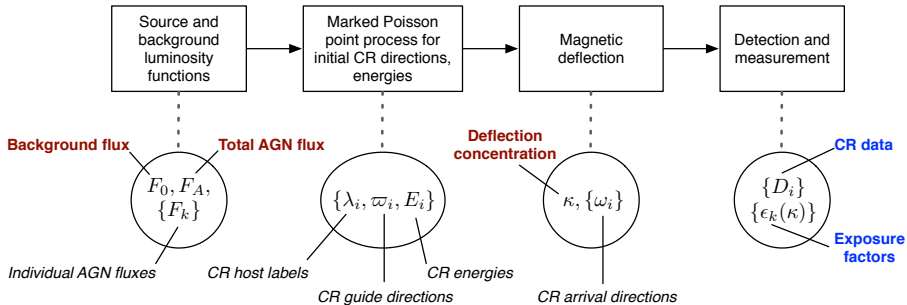 Source and
background
luminosity
functions
Marked Poisson
point process for
initial CR directions,
energies
Magnetic
deflection
Detection and
measurement
Background flux
Total AGN flux
F₀, F_A,
{F_k}
Individual AGN fluxes
{λ_i, ϖ_i, E_i}
CR host labels
CR guide directions
CR energies
Deflection
concentration
κ, {ω_i}
CR arrival directions
CR data
{D_i}
{ϵ_k(κ)}
Exposure
factors